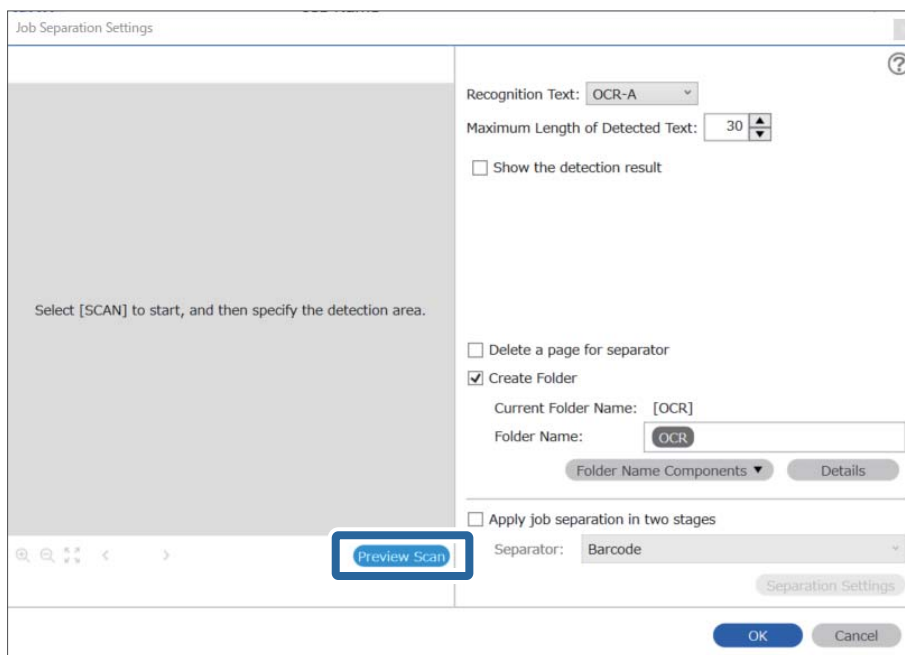 Job Separation Settings
Recognition Text: OCR-A
Maximum Length of Detected Text: 30
Show the detection result
Select [SCAN] to start, and then specify the detection area.
Delete a page for separator
Create Folder
Current Folder Name: [OCR]
Folder Name: OCR
Folder Name Components ▼ Details
Apply job separation in two stages
Preview Scan
Separator: Barcode
Separation Settings
OK Cancel